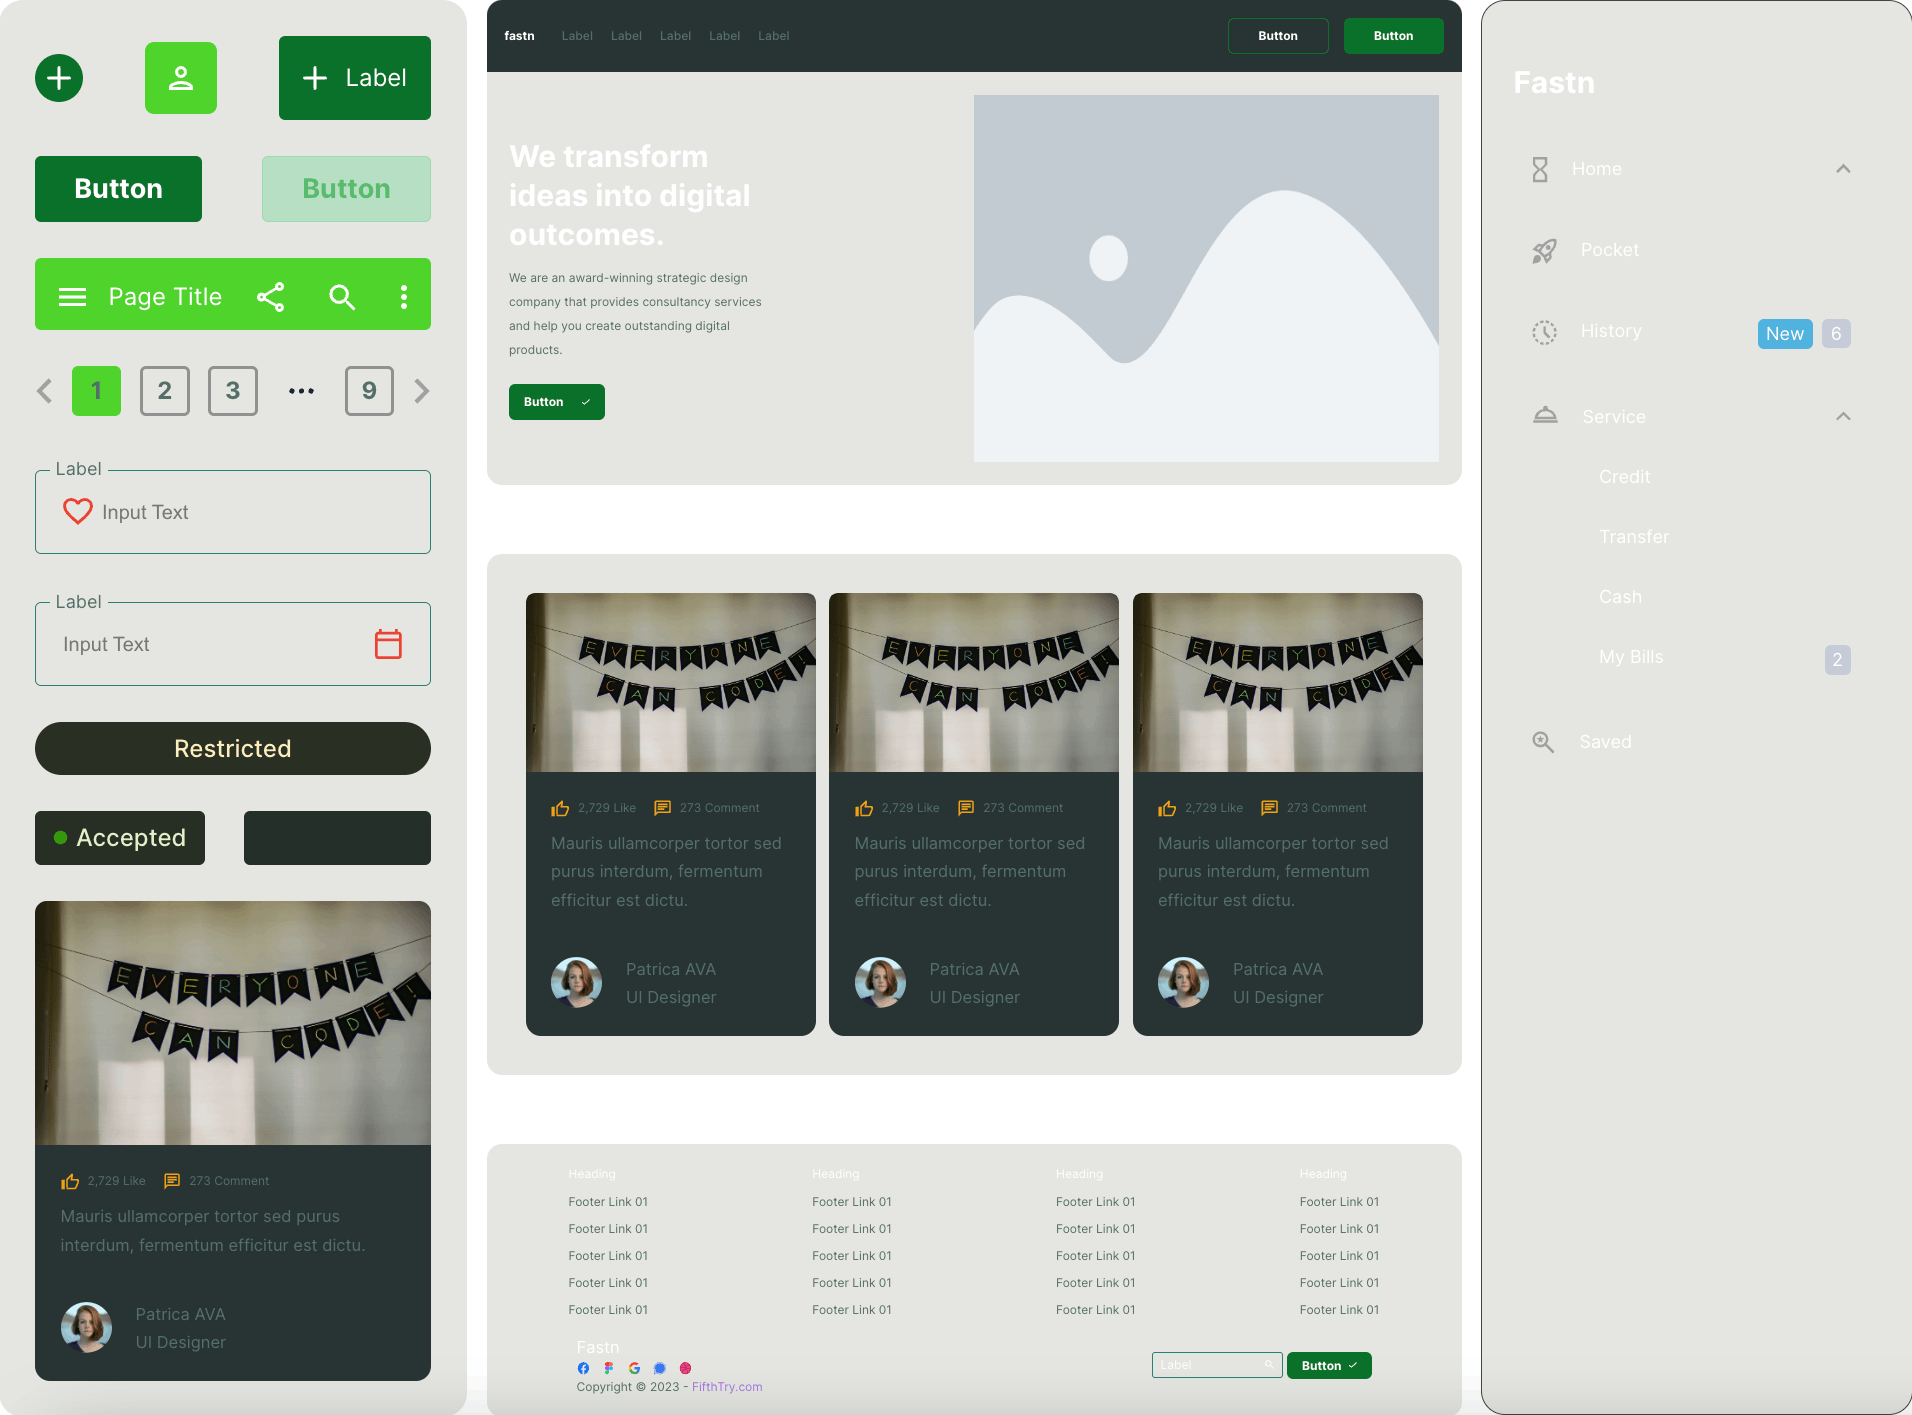 Label
Button
Button
Page Title
1
2
3
9
Label
Input Text
Label
Input Text
Restricted
Accepted
EVERYONE
CAN CODE!
2,729 Like
273 Comment
Mauris ullamcorper tortor sed purus
interdum, fermentum efficitur est dictu.
Patrica AVA
UI Designer
fastn
Label
Label
Label
Label
Label
Button
Button
We transform
ideas into digital
outcomes.
We are an award-winning strategic design
company that provides consultancy services
and help you create outstanding digital
products.
Button
EVERYONE
CAN CODE!
2,729 Like
273 Comment
Mauris ullamcorper tortor sed
purus interdum, fermentum
efficitur est dictu.
Patrica AVA
UI Designer
EVERYONE
CAN CODE!
2,729 Like
273 Comment
Mauris ullamcorper tortor sed
purus interdum, fermentum
efficitur est dictu.
Patrica AVA
UI Designer
EVERYONE
CAN CODE!
2,729 Like
273 Comment
Mauris ullamcorper tortor sed
purus interdum, fermentum
efficitur est dictu.
Patrica AVA
UI Designer
Heading
Footer Link 01
Footer Link 01
Footer Link 01
Footer Link 01
Footer Link 01
Heading
Footer Link 01
Footer Link 01
Footer Link 01
Footer Link 01
Footer Link 01
Heading
Footer Link 01
Footer Link 01
Footer Link 01
Footer Link 01
Footer Link 01
Heading
Footer Link 01
Footer Link 01
Footer Link 01
Footer Link 01
Footer Link 01
Fastn
Copyright © 2023 - FifthTry.com
Label
Button
Fastn
Home
Pocket
History
New
6
Service
Credit
Transfer
Cash
My Bills
2
Saved